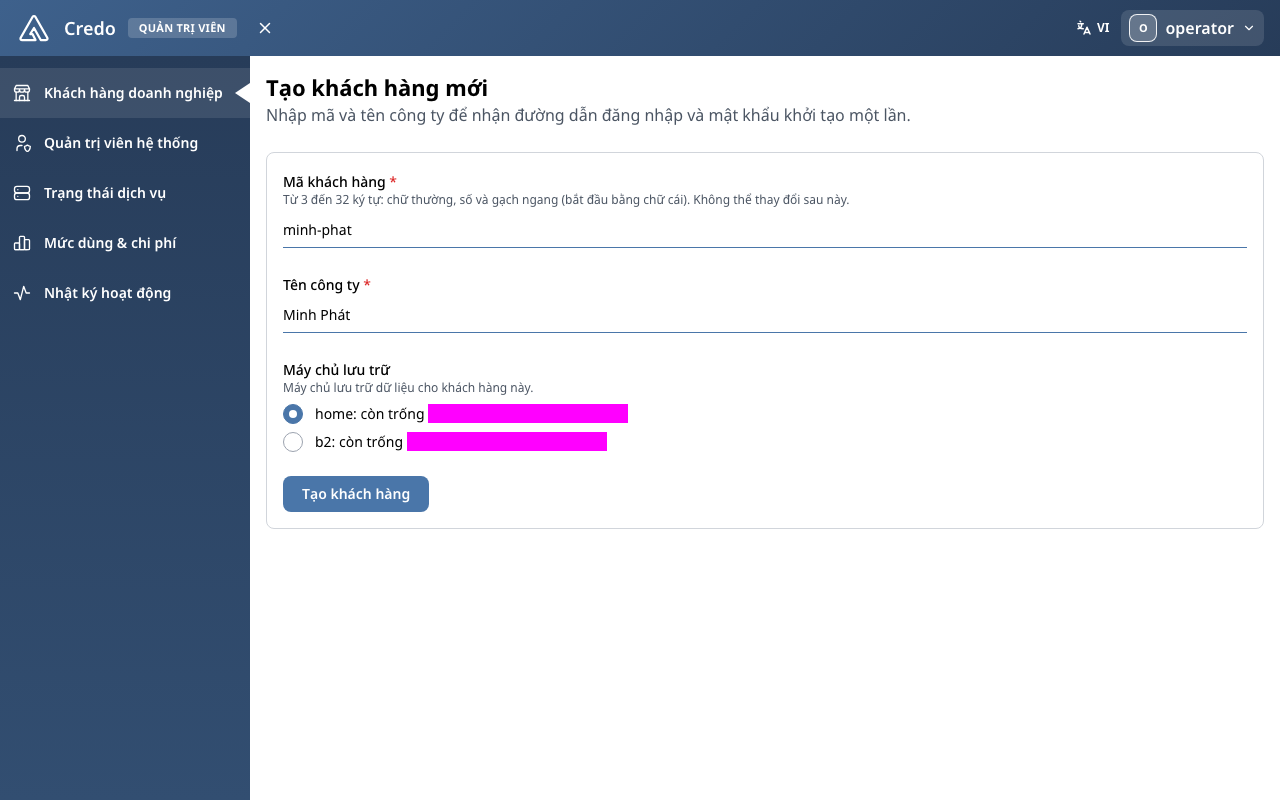 Credo
QUẢN TRỊ VIÊN
VI
O
operator
Khách hàng doanh nghiệp
Quản trị viên hệ thống
Trạng thái dịch vụ
Mức dùng & chi phí
Nhật ký hoạt động
Tạo khách hàng mới
Nhập mã và tên công ty để nhận đường dẫn đăng nhập và mật khẩu khởi tạo một lần.
Mã khách hàng *
Từ 3 đến 32 ký tự: chữ thường, số và gạch ngang (bắt đầu bằng chữ cái). Không thể thay đổi sau này.
minh-phat
Tên công ty *
Minh Phát
Máy chủ lưu trữ
Máy chủ lưu trữ dữ liệu cho khách hàng này.
home: còn trống
b2: còn trống
Tạo khách hàng